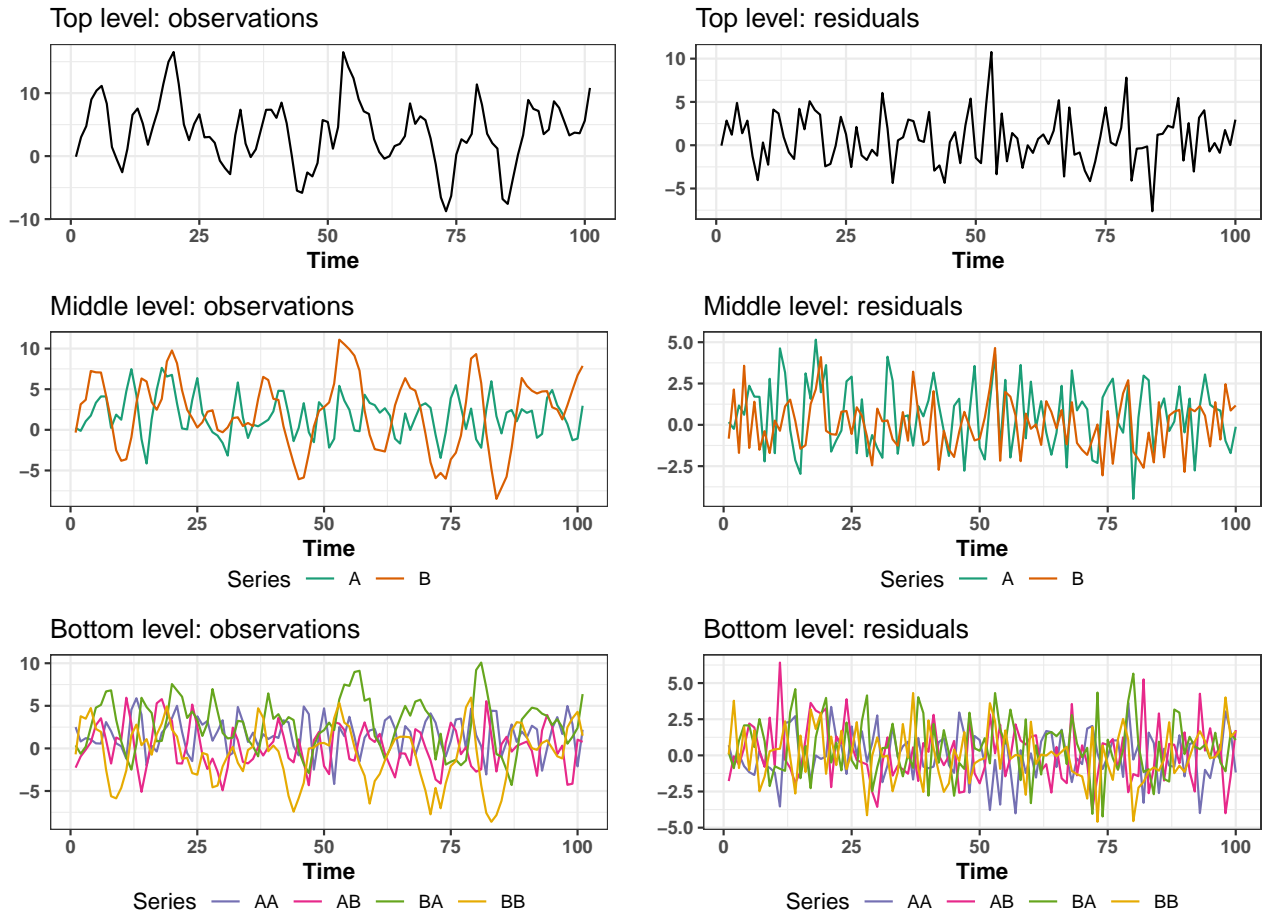 Top level: observations
10
0
−10
0 25 50 75 100
Time
Top level: residuals
10
5
0
−5
0 25 50 75 100
Time
Middle level: observations
10
5
0
−5
0 25 50 75 100
Time
Series A B
Middle level: residuals
5.0
2.5
0.0
−2.5
0 25 50 75 100
Time
Series A B
Bottom level: observations
10
5
0
−5
0 25 50 75 100
Time
Series AA AB BA BB
Bottom level: residuals
5.0
2.5
0.0
−2.5
−5.0
0 25 50 75 100
Time
Series AA AB BA BB